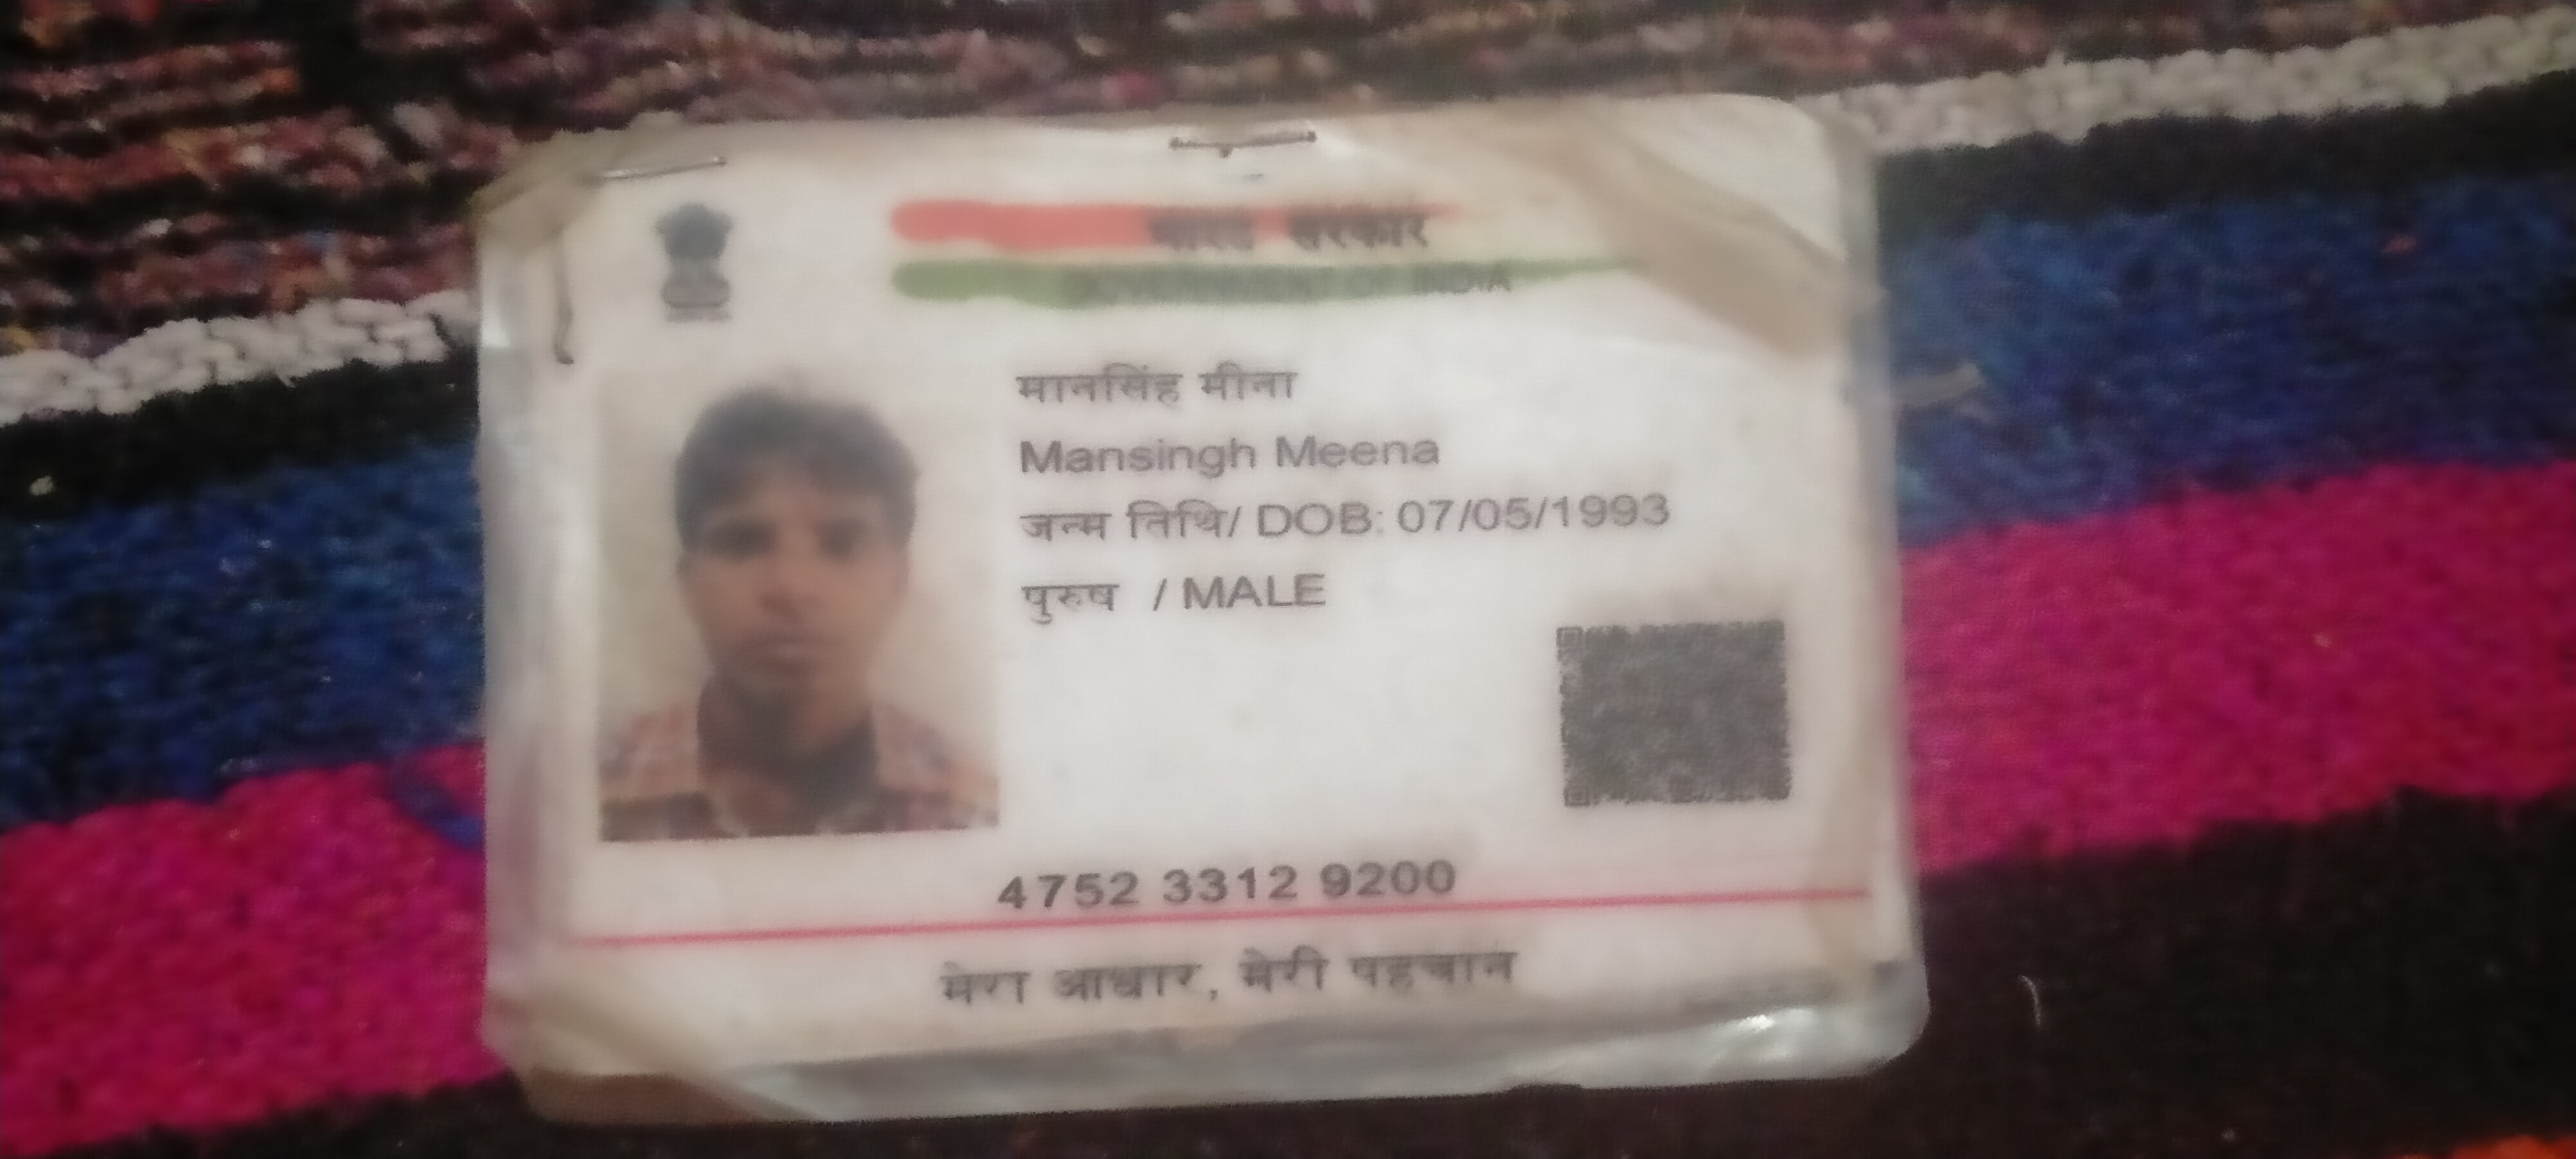 भारत सरकार
GOVERNMENT OF INDIA
मानसिंह मीना
Mansingh Meena
जन्म तिथि/ DOB: 07/05/1993
पुरुष / MALE
4752 3312 9200
मेरा आधार, मेरी पहचान